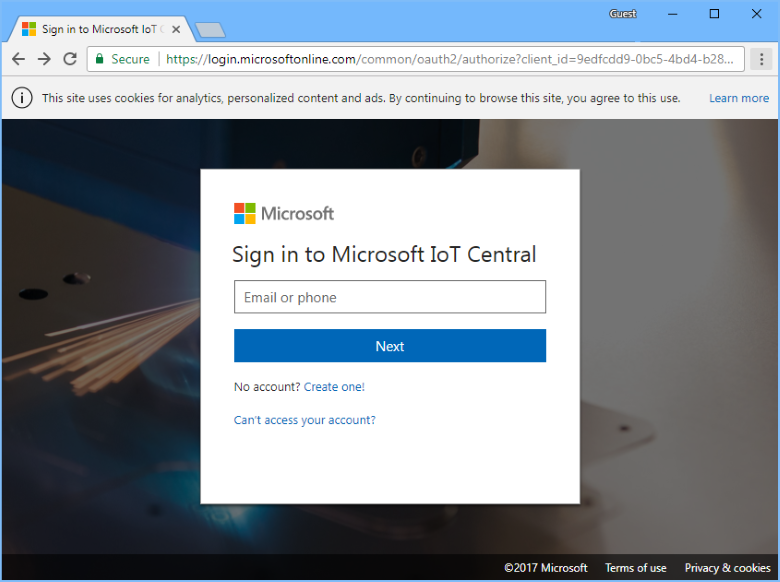 Guest
Sign in to Microsoft IoT C
Secure https://login.microsoftonline.com/common/oauth2/authorize?client_id=9edfcdd9-0bc5-4bd4-b28...
This site uses cookies for analytics, personalized content and ads. By continuing to browse this site, you agree to this use. Learn more
Microsoft
Sign in to Microsoft IoT Central
Email or phone
Next
No account? Create one!
Can't access your account?
©2017 Microsoft Terms of use Privacy & cookies